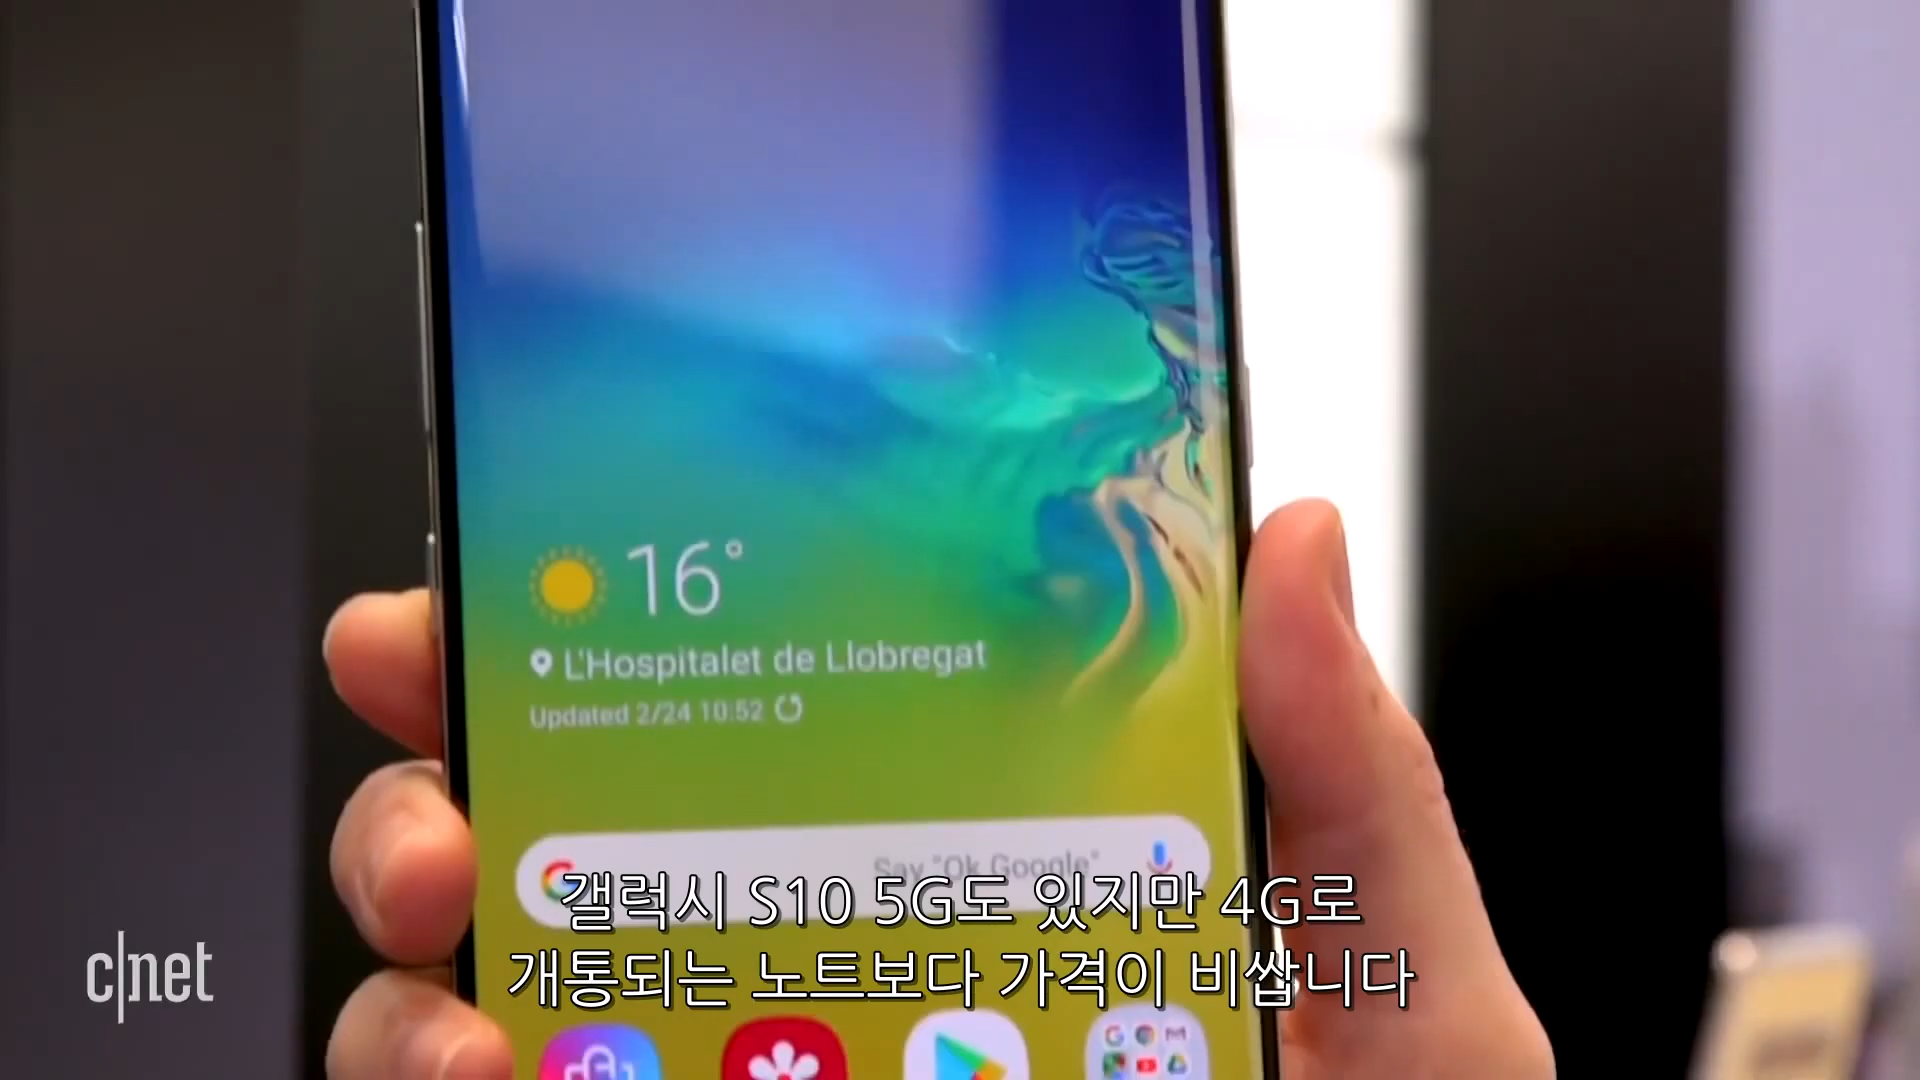 16°
L'Hospitalet de Llobregat
Updated 2/24 10:52
Say "Ok Google"
갤럭시 S10 5G도 있지만 4G로
개통되는 노트보다 가격이 비쌉니다
c|net